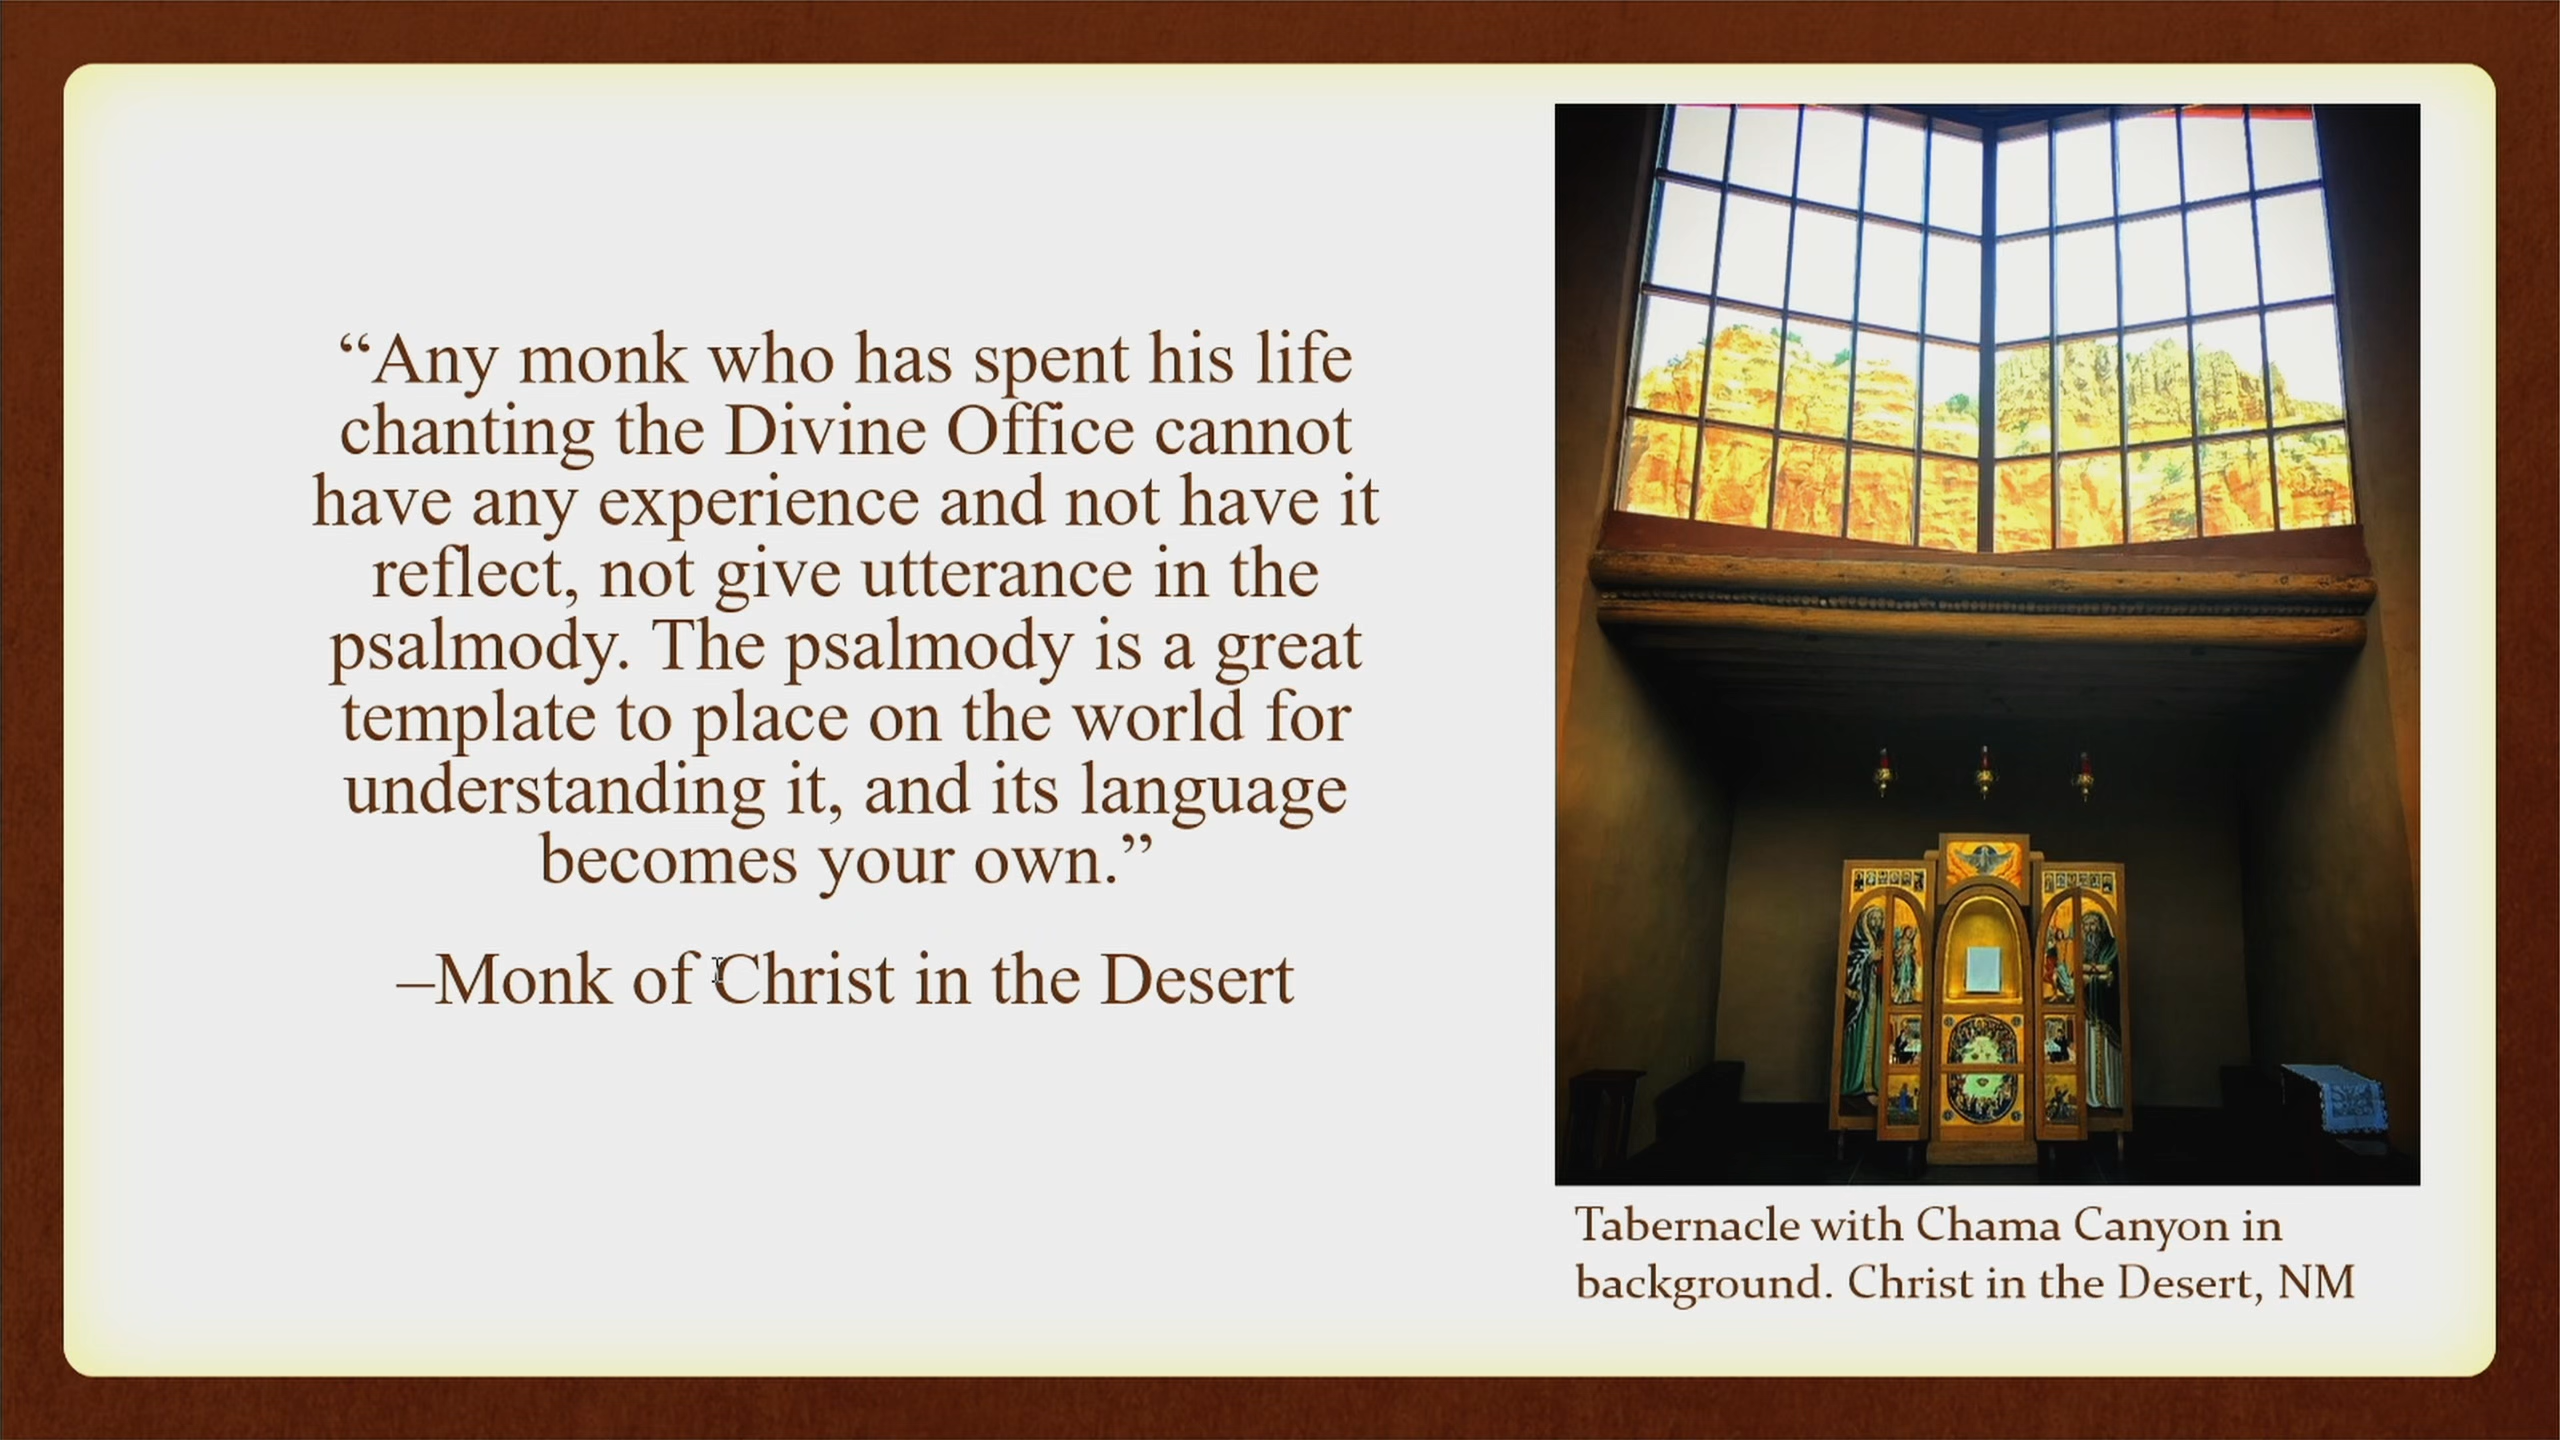 “Any monk who has spent his life
chanting the Divine Office cannot
have any experience and not have it
reflect, not give utterance in the
psalmody. The psalmody is a great
template to place on the world for
understanding it, and its language
becomes your own.”
–Monk of Christ in the Desert
Tabernacle with Chama Canyon in
background. Christ in the Desert, NM